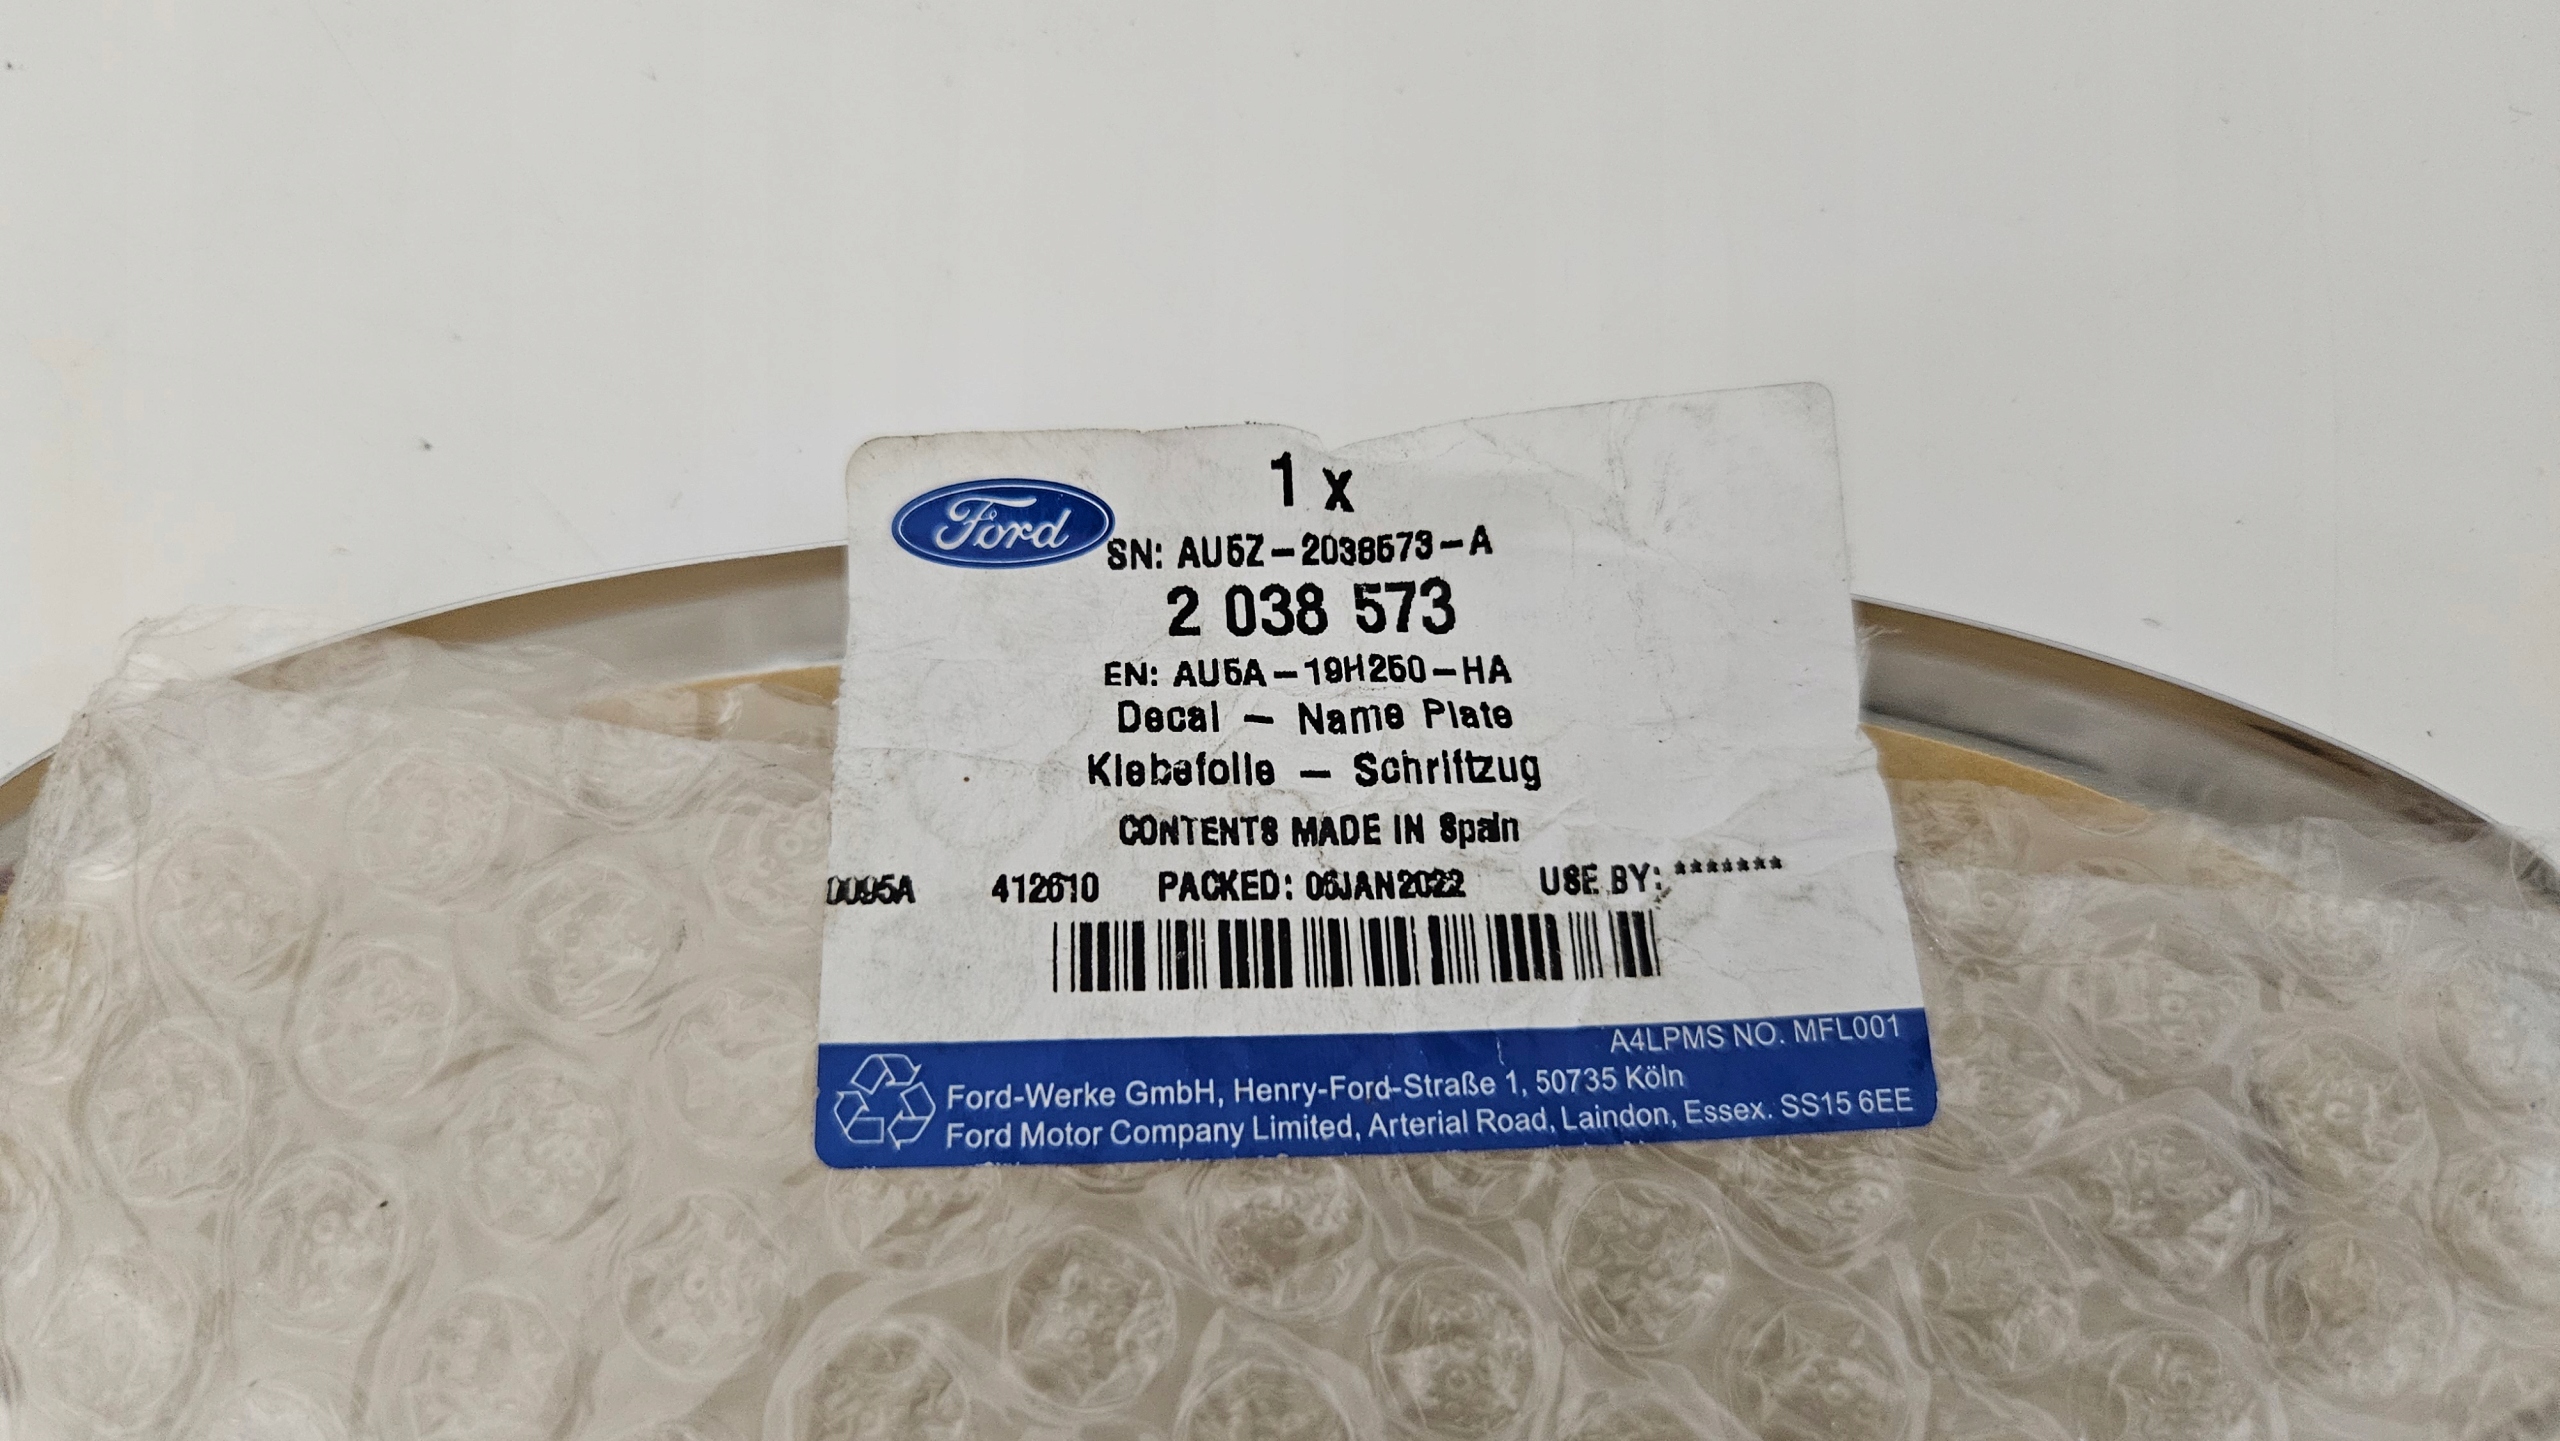 1 x
Ford
SN: AU5Z-2038573-A
2 038 573
EN: AU5A-19H250-HA
Decal - Name Plate
Klebefolie - Schriftzug
CONTENTS MADE IN Spain
0095A 412610 PACKED: 06JAN2022 USE BY: *******
A4LPMS NO. MFL001
Ford-Werke GmbH, Henry-Ford-Straße 1, 50735 Köln
Ford Motor Company Limited, Arterial Road, Laindon, Essex. SS15 6EE